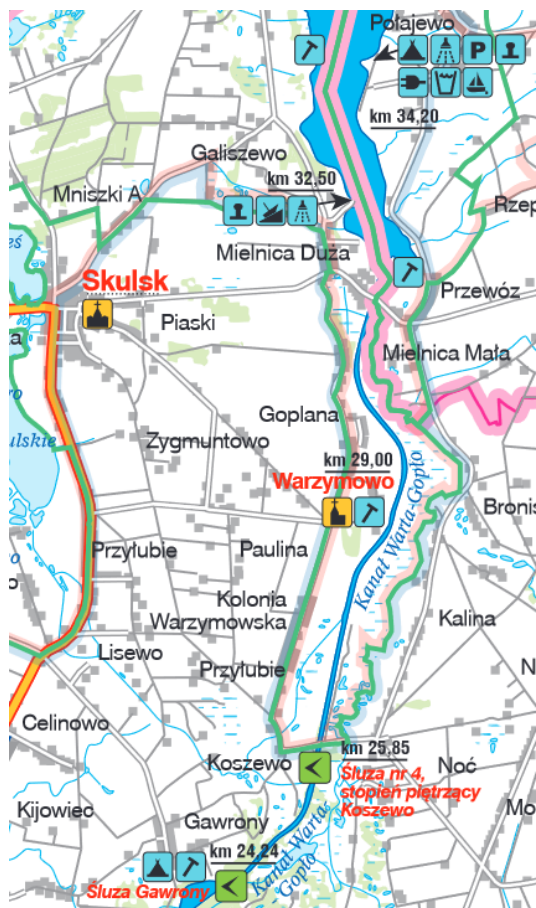 Połajewo
P
km 34,20
Galiszewo
km 32,50
Mniszki A
Rzep
Mielnica Duża
Skulsk
Przewóz
Piaski
Mielnica Mała
Goplana
ulskie
Zygmuntowo
km 29,00
Warzymowo
Bronis
Kanał Warta-Gopło
Przyłubie
Paulina
Kolonia
Warzymowska
Kalina
Lisewo
Przyłubie
Celinowo
Koszewo
km 25,85
Noć
Śluza nr 4,
stopień piętrzący
Koszewo
Kijowiec
Gawrony
Mo
km 24,24
Kanał Warta-
Gopło
Śluza Gawrony